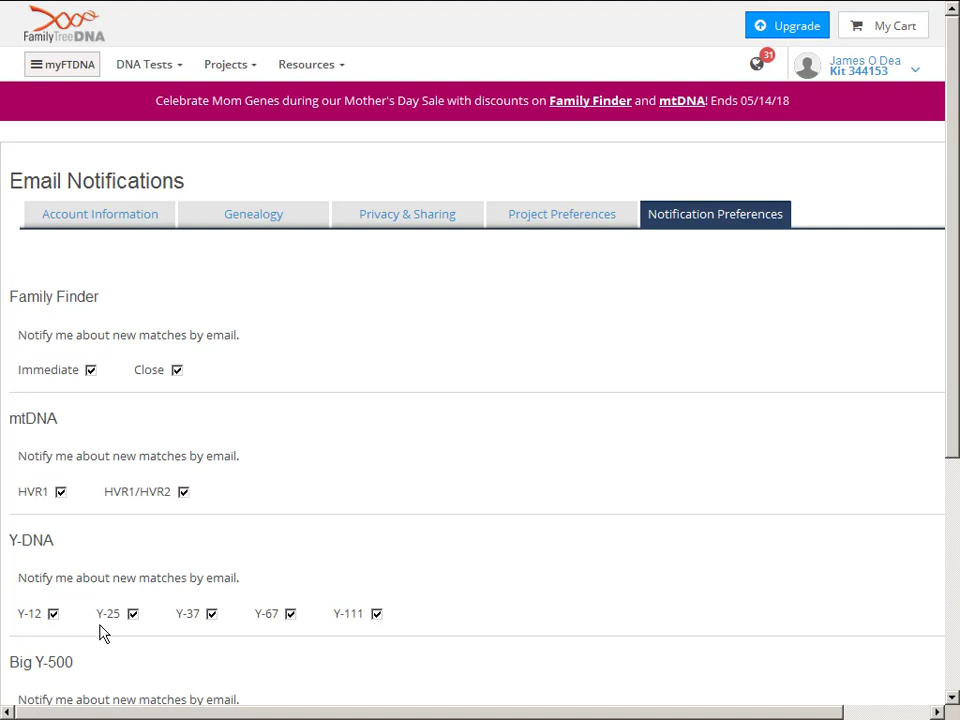 FamilyTreeDNA
Upgrade
My Cart
myFTDNA
DNA Tests
Projects
Resources
31
James O Dea
Kit 344153
Celebrate Mom Genes during our Mother's Day Sale with discounts on Family Finder and mtDNA! Ends 05/14/18
Email Notifications
Account Information
Genealogy
Privacy & Sharing
Project Preferences
Notification Preferences
Family Finder
Notify me about new matches by email.
Immediate
Close
mtDNA
Notify me about new matches by email.
HVR1
HVR1/HVR2
Y-DNA
Notify me about new matches by email.
Y-12
Y-25
Y-37
Y-67
Y-111
Big Y-500
Notify me about new matches by email.